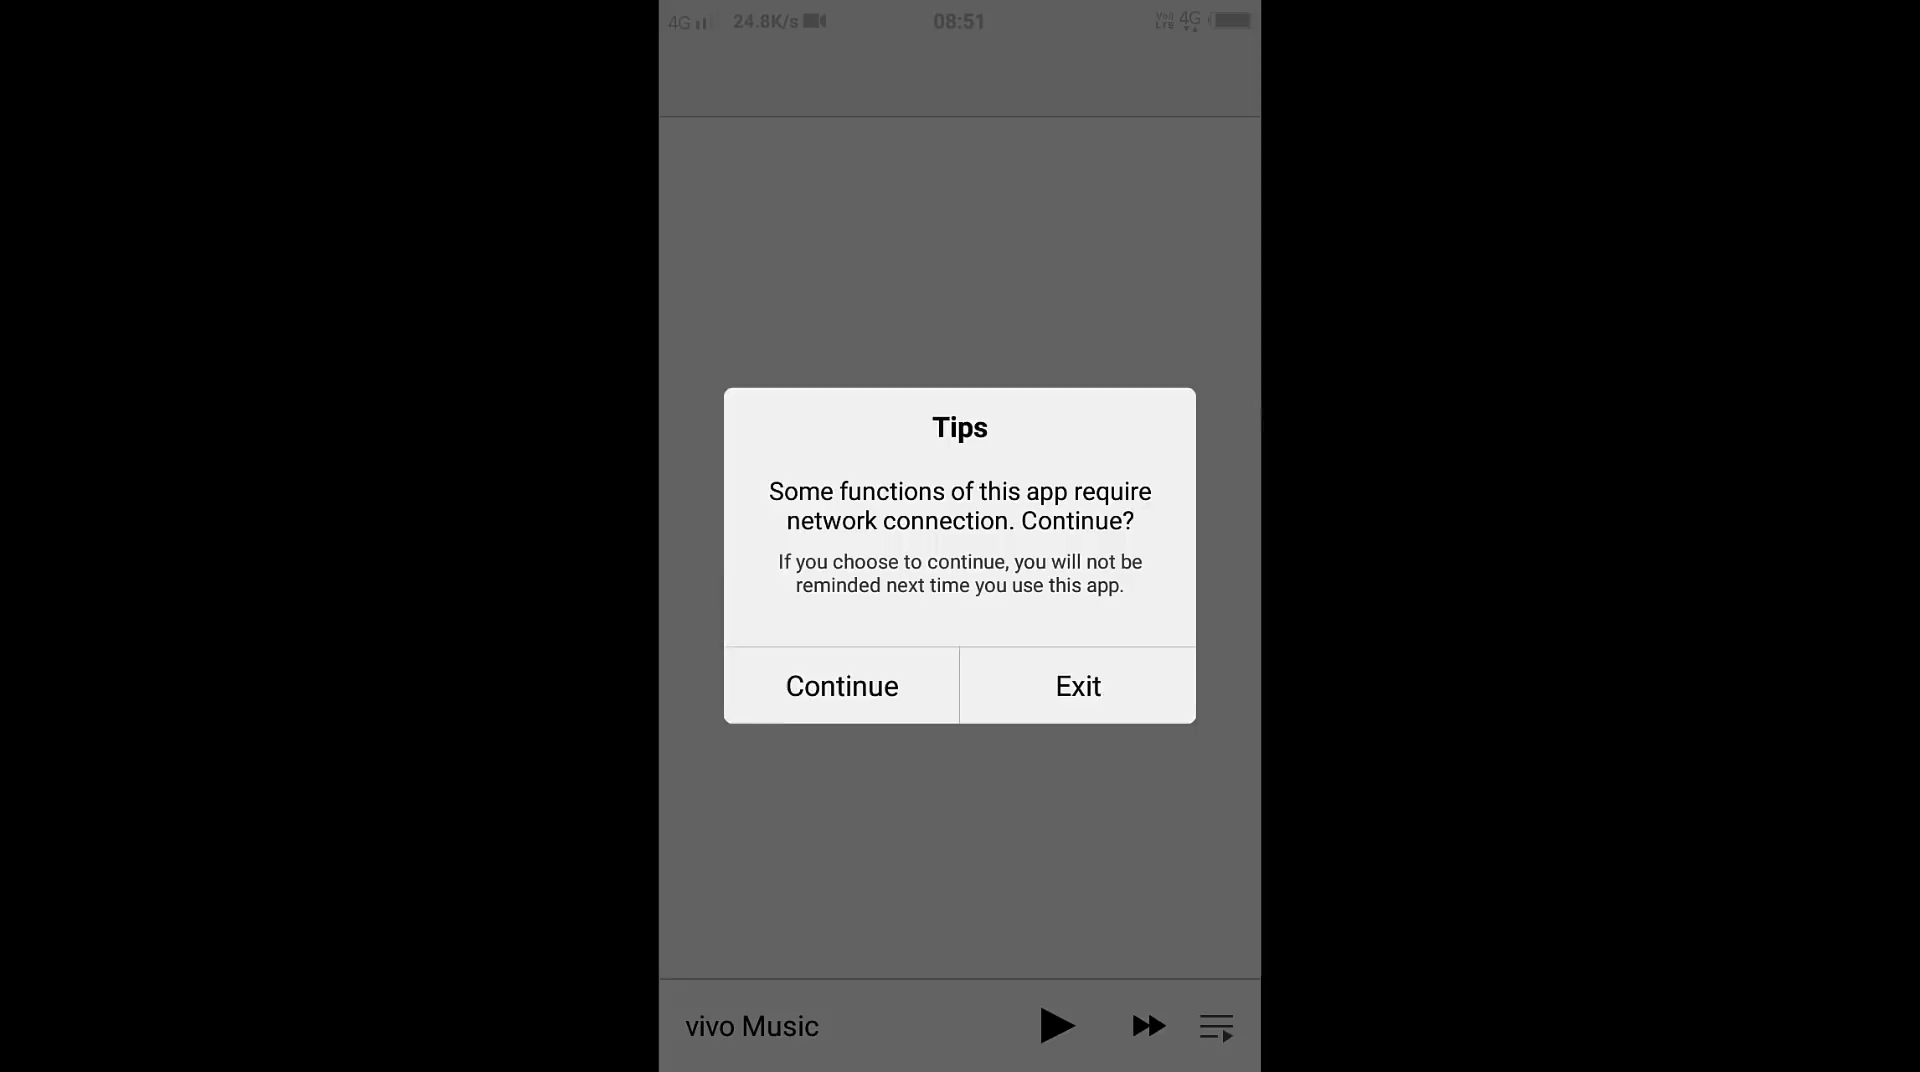 4G 24.8K/s 08:51 4G
Tips
Some functions of this app require
network connection. Continue?
If you choose to continue, you will not be
reminded next time you use this app.
Continue Exit
vivo Music